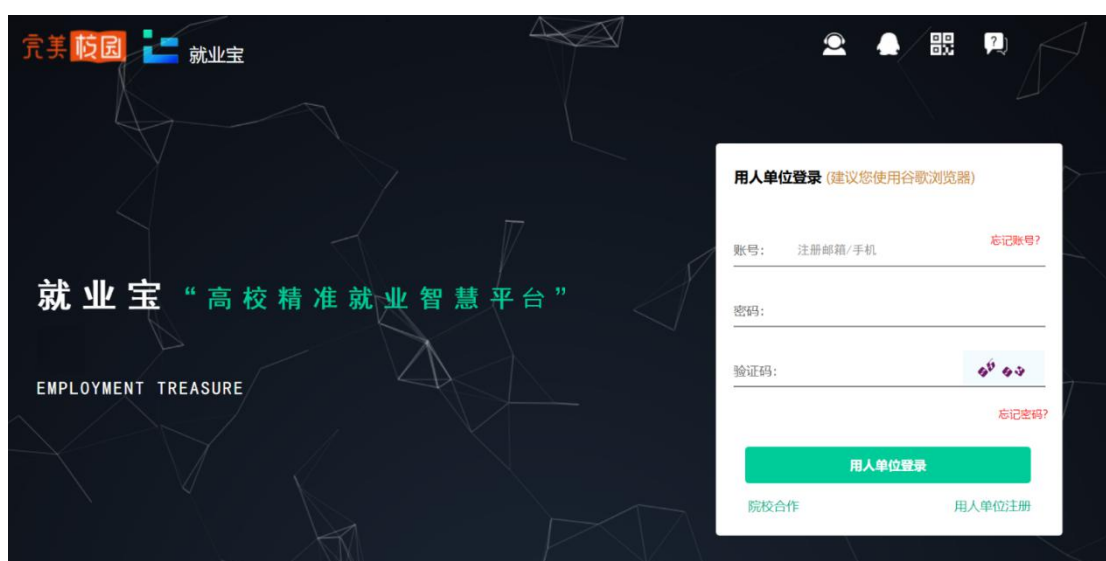 完美校园 就业宝
用人单位登录 (建议您使用谷歌浏览器)
忘记账号?
账号： 注册邮箱/手机
就业宝“高校精准就业智慧平台”
密码：
验证码：
EMPLOYMENT TREASURE
忘记密码?
用人单位登录
院校合作 用人单位注册